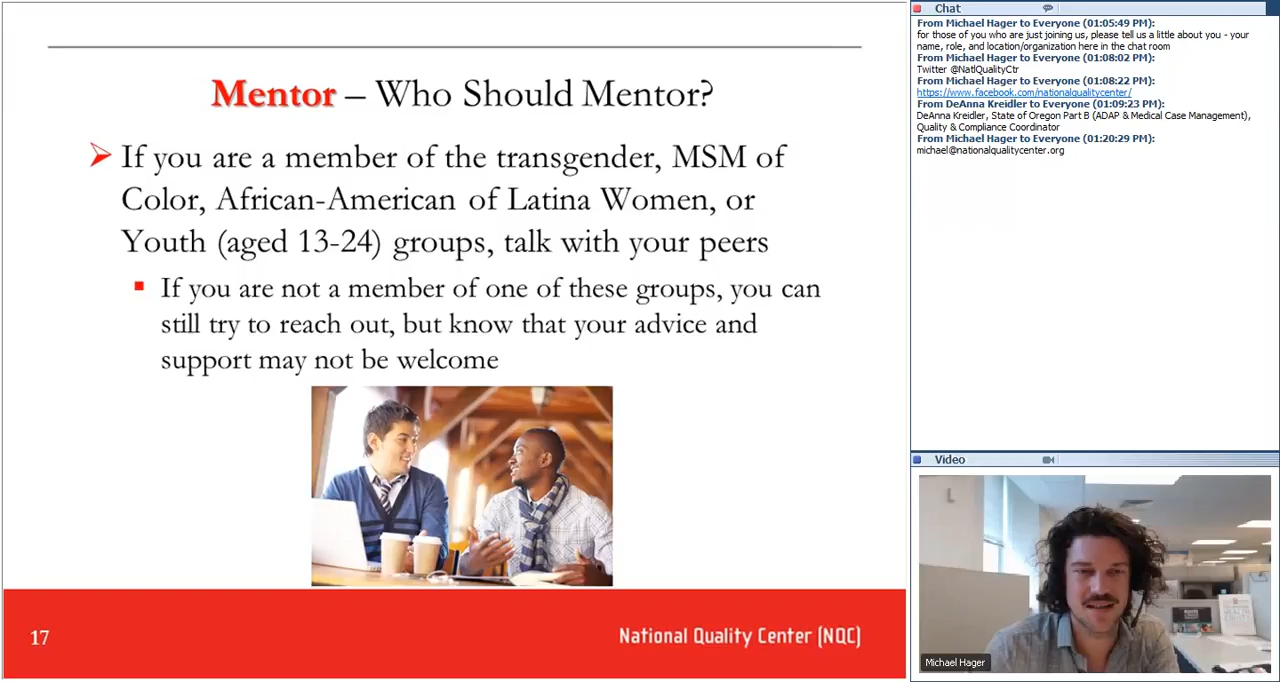 Mentor – Who Should Mentor?
If you are a member of the transgender, MSM of
Color, African-American of Latina Women, or
Youth (aged 13-24) groups, talk with your peers
If you are not a member of one of these groups, you can
still try to reach out, but know that your advice and
support may not be welcome
17
National Quality Center (NQC)
Chat
From Michael Hager to Everyone (01:05:49 PM):
for those of you who are just joining us, please tell us a little about you - your
name, role, and location/organization here in the chat room
From Michael Hager to Everyone (01:08:02 PM):
Twitter @NatlQualityCtr
From Michael Hager to Everyone (01:08:22 PM):
https://www.facebook.com/nationalqualitycenter/
From DeAnna Kreidler to Everyone (01:09:23 PM):
DeAnna Kreidler, State of Oregon Part B (ADAP & Medical Case Management),
Quality & Compliance Coordinator
From Michael Hager to Everyone (01:20:29 PM):
michael@nationalqualitycenter.org
Video
Michael Hager